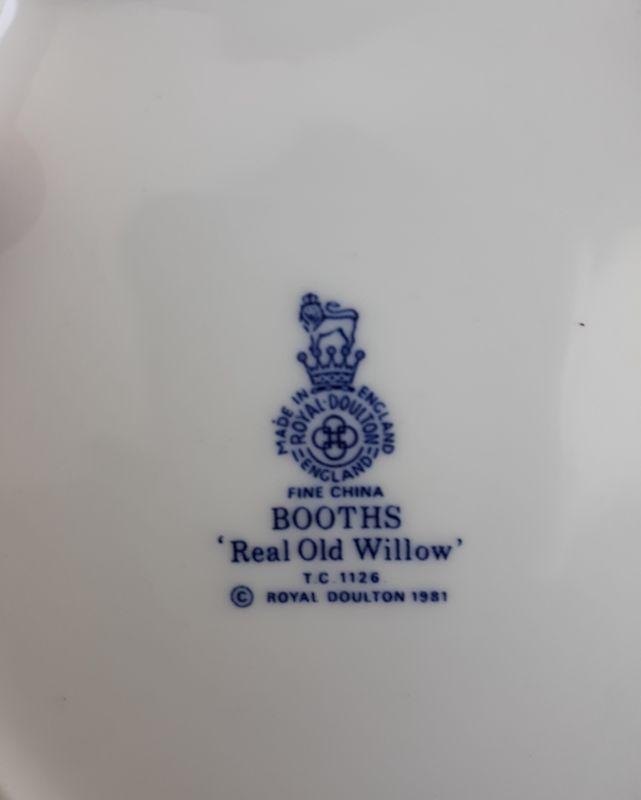 MADE IN ENGLAND
ROYAL·DOULTON
ENGLAND
FINE CHINA
BOOTHS
‘Real Old Willow’
T.C. 1126
© ROYAL DOULTON 1981